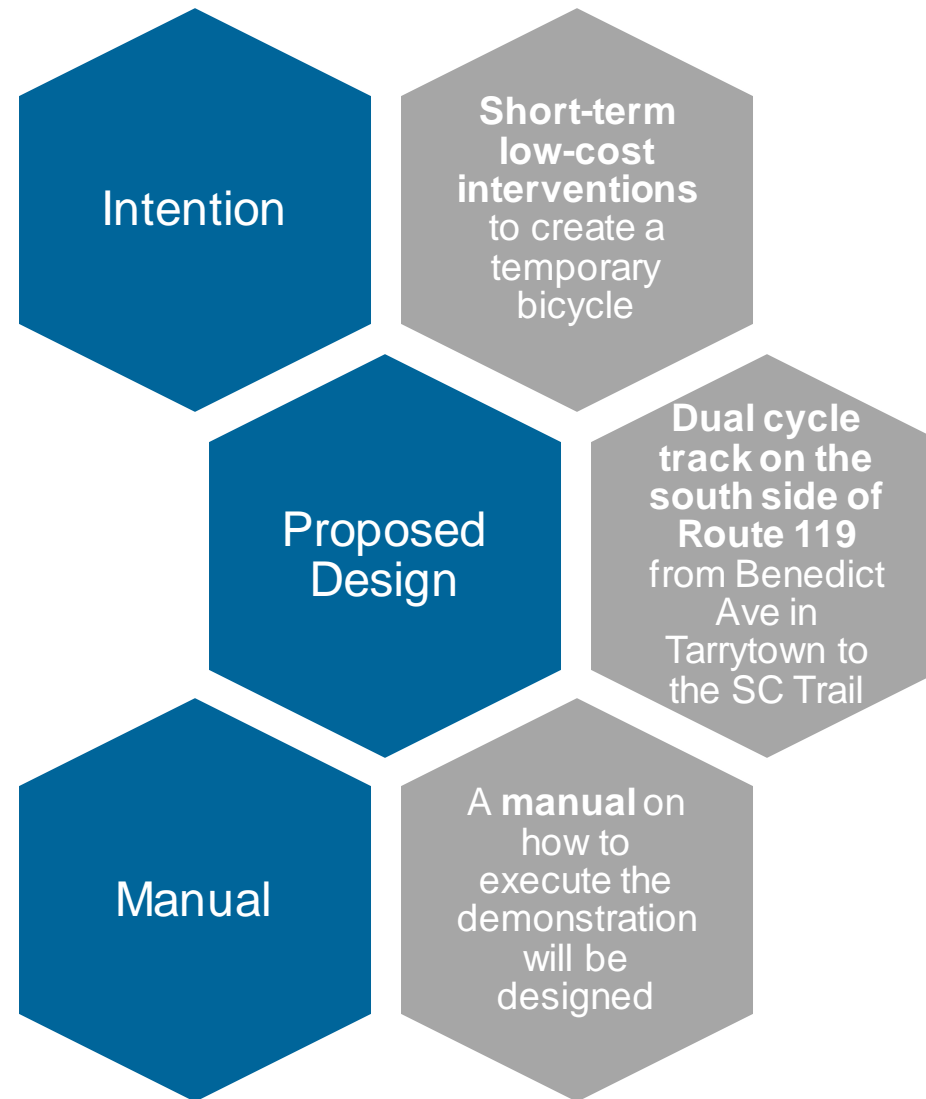 Intention
Short-term
low-cost
interventions
to create a
temporary
bicycle
Proposed
Design
Dual cycle
track on the
south side of
Route 119
from Benedict
Ave in
Tarrytown to
the SC Trail
Manual
A manual on
how to
execute the
demonstration
will be
designed